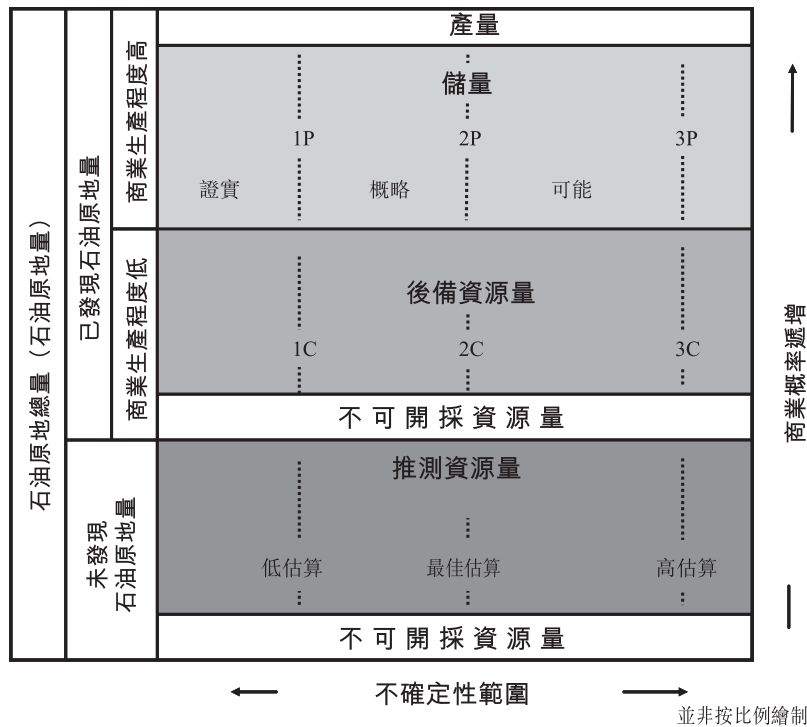 產量
儲量
1P 2P 3P
證實 概略 可能
後備資源量
1C 2C 3C
不可開採資源量
推測資源量
低估算 最佳估算 高估算
不可開採資源量
石油原地總量（石油原地量）
已發現石油原地量
商業生產程度高
商業生產程度低
未發現
石油原地量
商業概率遞增
不確定性範圍
並非按比例繪制